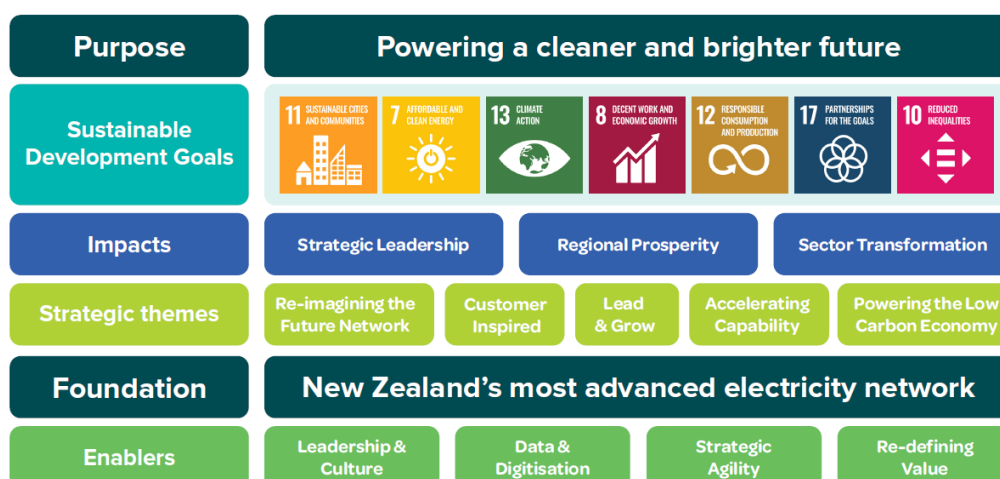 Purpose
Powering a cleaner and brighter future
Sustainable
Development Goals
11 SUSTAINABLE CITIES
AND COMMUNITIES
7 AFFORDABLE AND
CLEAN ENERGY
13 CLIMATE
ACTION
8 DECENT WORK AND
ECONOMIC GROWTH
12 RESPONSIBLE
CONSUMPTION
AND PRODUCTION
17 PARTNERSHIPS
FOR THE GOALS
10 REDUCED
INEQUALITIES
Impacts
Strategic Leadership
Regional Prosperity
Sector Transformation
Strategic themes
Re-imagining the
Future Network
Customer
Inspired
Lead
& Grow
Accelerating
Capability
Powering the Low
Carbon Economy
Foundation
New Zealand's most advanced electricity network
Enablers
Leadership &
Culture
Data &
Digitisation
Strategic
Agility
Re-defining
Value